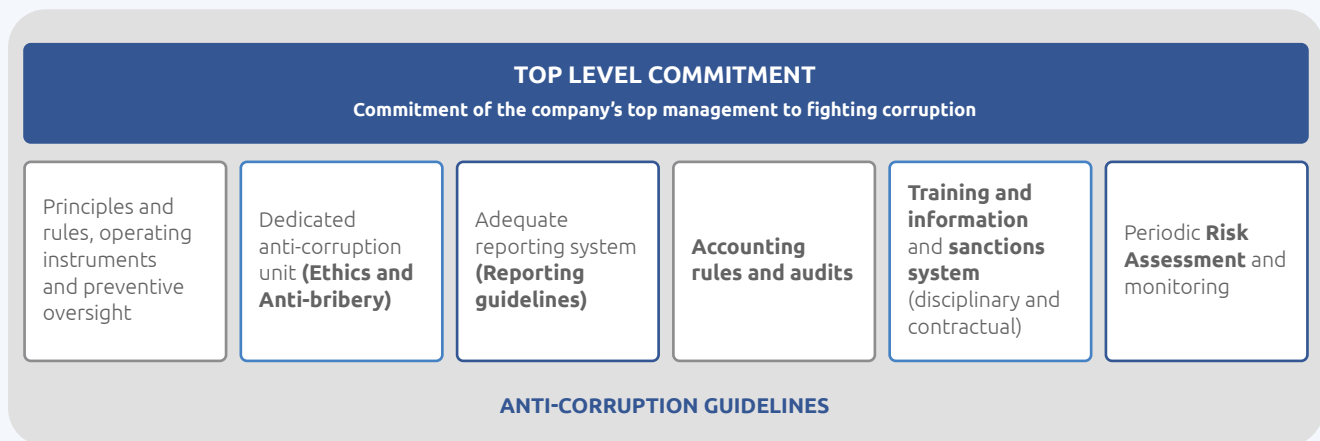 TOP LEVEL COMMITMENT
Commitment of the company’s top management to fighting corruption
Principles and
rules, operating
instruments
and preventive
oversight
Dedicated
anti-corruption
unit (Ethics and
Anti-bribery)
Adequate
reporting system
(Reporting
guidelines)
Accounting
rules and audits
Training and
information
and sanctions
system
(disciplinary and
contractual)
Periodic Risk
Assessment and
monitoring
ANTI-CORRUPTION GUIDELINES